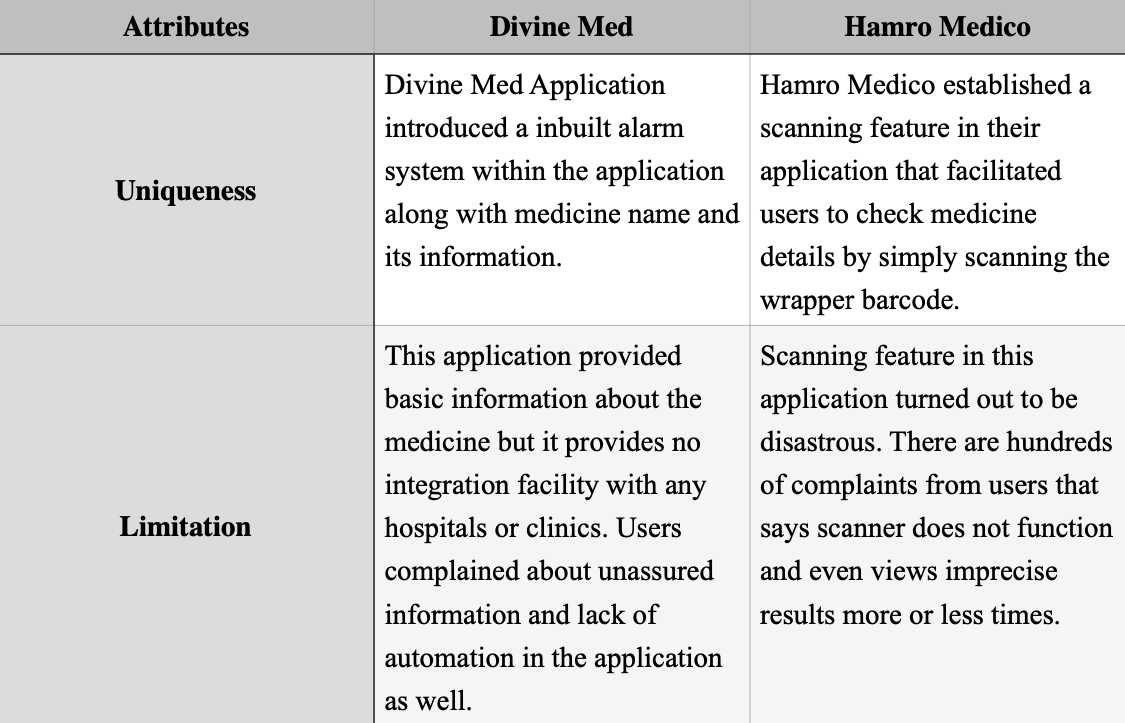 Attributes
Divine Med
Hamro Medico
Uniqueness
Divine Med Application
introduced a inbuilt alarm
system within the application
along with medicine name and
its information.
Hamro Medico established a
scanning feature in their
application that facilitated
users to check medicine
details by simply scanning the
wrapper barcode.
Limitation
This application provided
basic information about the
medicine but it provides no
integration facility with any
hospitals or clinics. Users
complained about unassured
information and lack of
automation in the application
as well.
Scanning feature in this
application turned out to be
disastrous. There are hundreds
of complaints from users that
says scanner does not function
and even views imprecise
results more or less times.